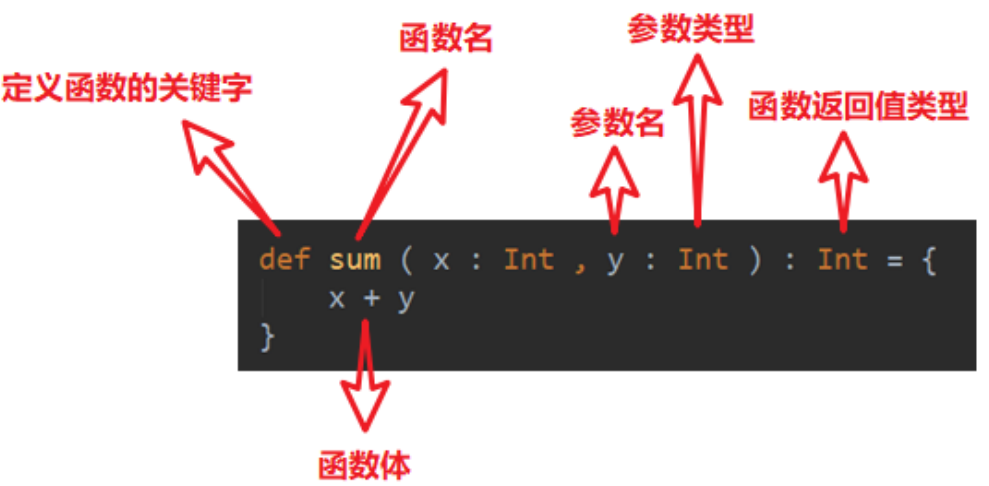 函数名
参数类型
定义函数的关键字
参数名
函数返回值类型
def sum ( x : Int , y : Int ) : Int = {
    x + y
}
函数体